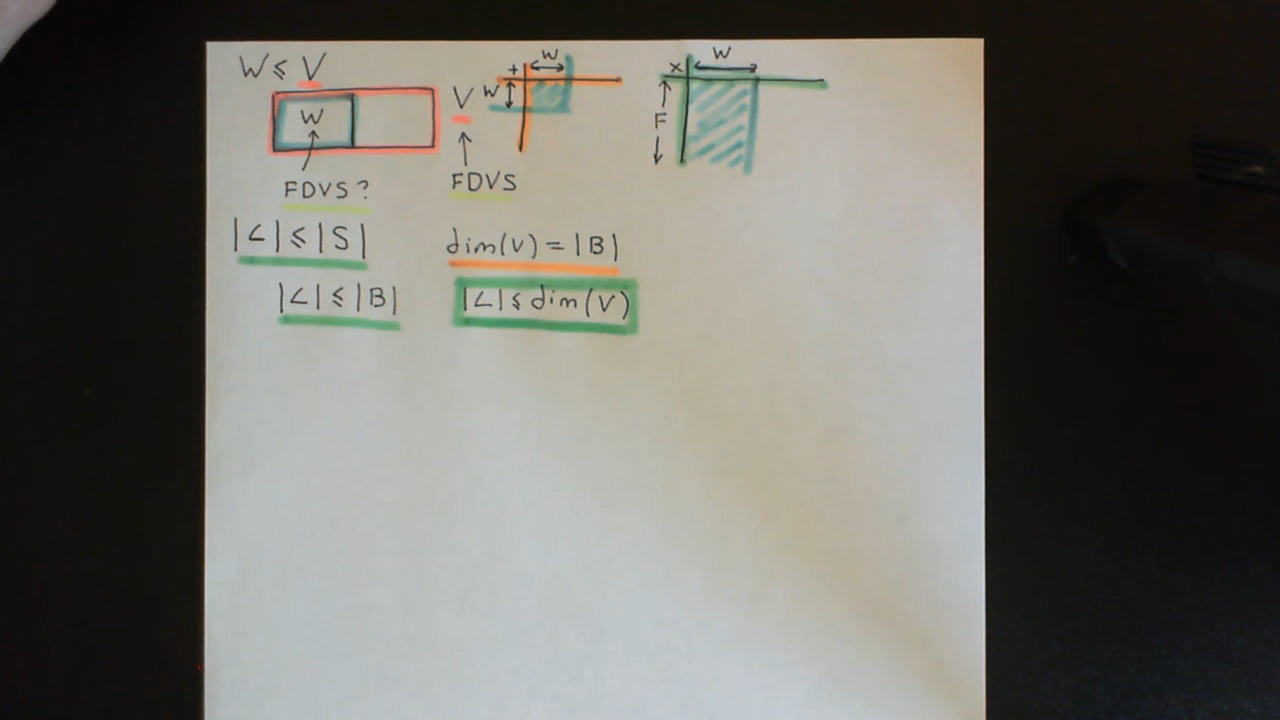 W ≤ V
W
V
+ W
W
x W
F
FDVS?
FDVS
|L| ≤ |S|
dim(V) = |B|
|L| ≤ |B|
|L| ≤ dim(V)